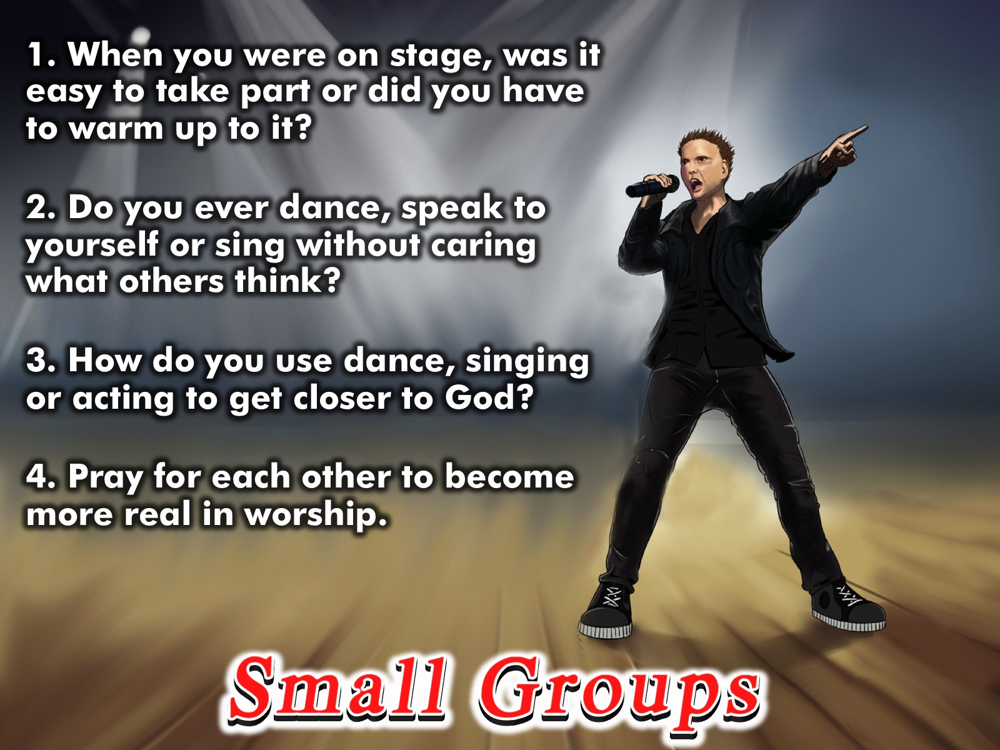 1. When you were on stage, was it
easy to take part or did you have
to warm up to it?
2. Do you ever dance, speak to
yourself or sing without caring
what others think?
3. How do you use dance, singing
or acting to get closer to God?
4. Pray for each other to become
more real in worship.
Small Groups